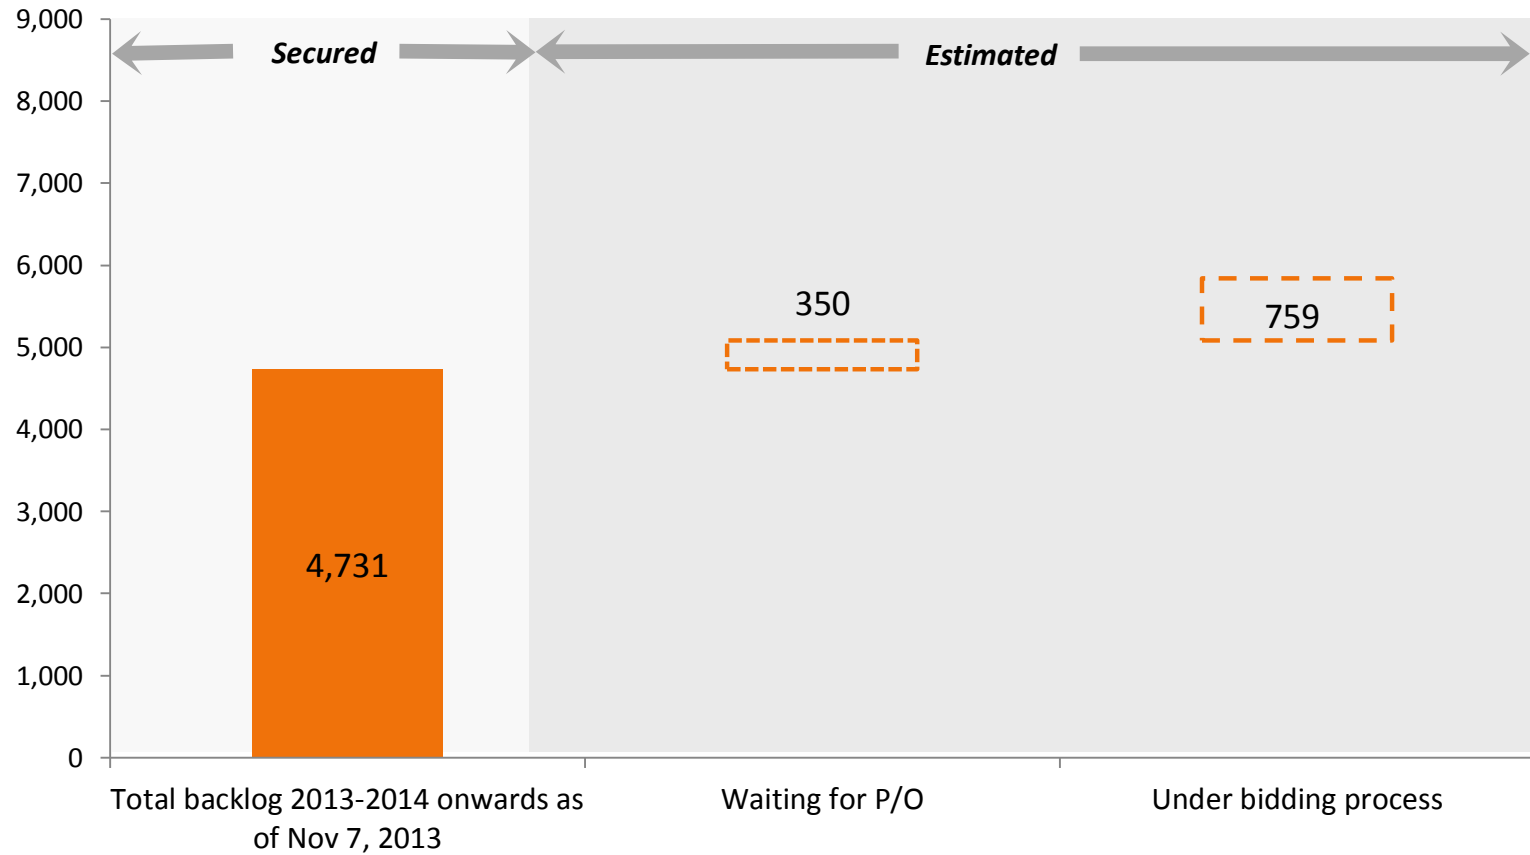 9,000
Secured
Estimated
8,000
7,000
6,000
350
759
5,000
4,000
3,000
4,731
2,000
1,000
0
Total backlog 2013-2014 onwards as
of Nov 7, 2013
Waiting for P/O
Under bidding process